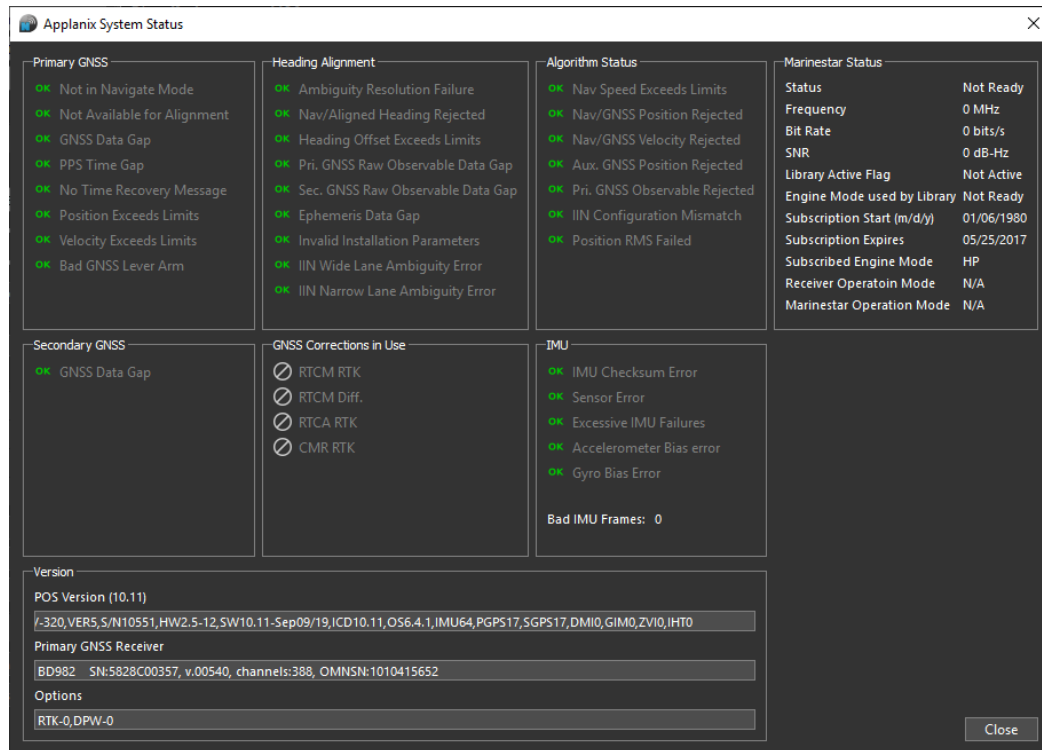 Applanix System Status
Primary GNSS
OK Not in Navigate Mode
OK Not Available for Alignment
OK GNSS Data Gap
OK PPS Time Gap
OK No Time Recovery Message
OK Position Exceeds Limits
OK Velocity Exceeds Limits
OK Bad GNSS Lever Arm
Heading Alignment
OK Ambiguity Resolution Failure
OK Nav/Aligned Heading Rejected
OK Heading Offset Exceeds Limits
OK Pri. GNSS Raw Observable Data Gap
OK Sec. GNSS Raw Observable Data Gap
OK Ephemeris Data Gap
OK Invalid Installation Parameters
OK IIN Wide Lane Ambiguity Error
OK IIN Narrow Lane Ambiguity Error
Algorithm Status
OK Nav Speed Exceeds Limits
OK Nav/GNSS Position Rejected
OK Nav/GNSS Velocity Rejected
OK Aux. GNSS Position Rejected
OK Pri. GNSS Observable Rejected
OK IIN Configuration Mismatch
OK Position RMS Failed
Marinestar Status
Status Not Ready
Frequency 0 MHz
Bit Rate 0 bits/s
SNR 0 dB-Hz
Library Active Flag Not Active
Engine Mode used by Library Not Ready
Subscription Start (m/d/y) 01/06/1980
Subscription Expires 05/25/2017
Subscribed Engine Mode HP
Receiver Operatoin Mode N/A
Marinestar Operation Mode N/A
Secondary GNSS
OK GNSS Data Gap
GNSS Corrections in Use
RTCM RTK
RTCM Diff.
RTCA RTK
CMR RTK
IMU
OK IMU Checksum Error
OK Sensor Error
OK Excessive IMU Failures
OK Accelerometer Bias error
OK Gyro Bias Error
Bad IMU Frames: 0
Version
POS Version (10.11)
/-320,VER5,S/N10551,HW2.5-12,SW10.11-Sep09/19,ICD10.11,OS6.4.1,IMU64,PGPS17,SGPS17,DMI0,GIM0,ZVI0,IHT0
Primary GNSS Receiver
BD982 SN:5828C00357, v.00540, channels:388, OMNSN:1010415652
Options
RTK-0,DPW-0
Close